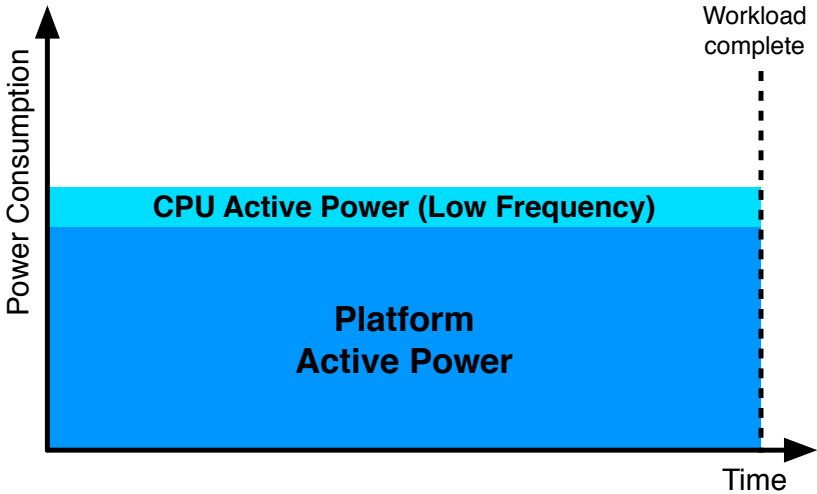 Workload
complete
Power Consumption
CPU Active Power (Low Frequency)
Platform
Active Power
Time